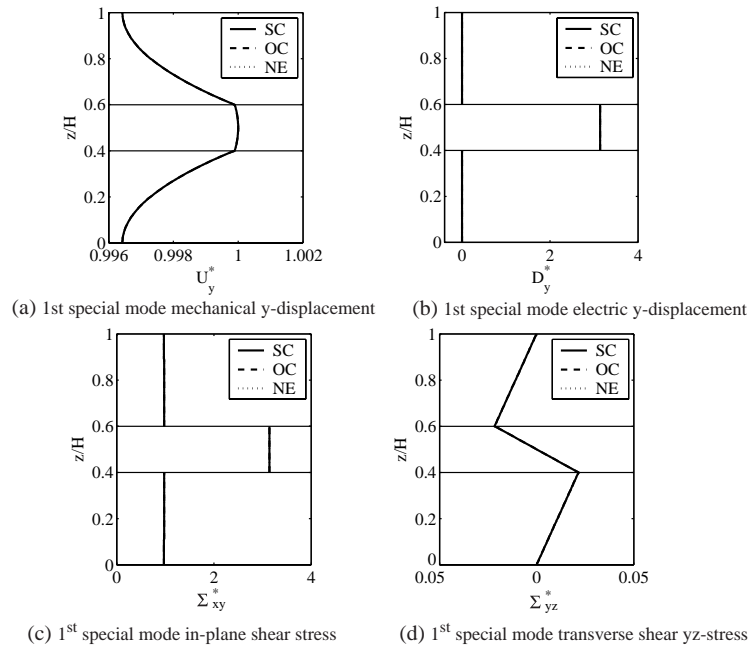 SC
OC
NE
1
0.8
0.6
0.4
0.2
0
z/H
0.996
0.998
1
1.002
U*y
(a) 1st special mode mechanical y-displacement
SC
OC
NE
1
0.8
0.6
0.4
0.2
0
z/H
0
2
4
D*y
(b) 1st special mode electric y-displacement
SC
OC
NE
1
0.8
0.6
0.4
0.2
0
z/H
0
2
4
Σ*xy
(c) 1st special mode in-plane shear stress
SC
OC
NE
1
0.8
0.6
0.4
0.2
0
z/H
0.05
0
0.05
Σ*yz
(d) 1st special mode transverse shear yz-stress